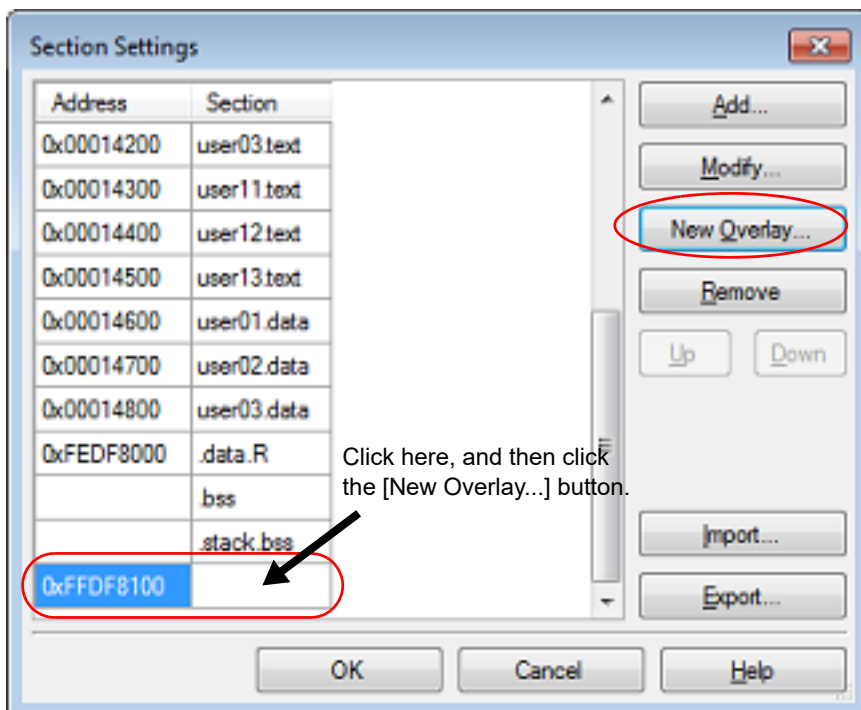 Section Settings
Address Section
0x00014200 user03.text
0x00014300 user11.text
0x00014400 user12.text
0x00014500 user13.text
0x00014600 user01.data
0x00014700 user02.data
0x00014800 user03.data
0xFEDF8000 .data.R
.bss
.stack.bss
0xFFDF8100
Click here, and then click
the [New Overlay...] button.
Add...
Modify...
New Overlay...
Remove
Up Down
Import...
Export...
OK Cancel Help